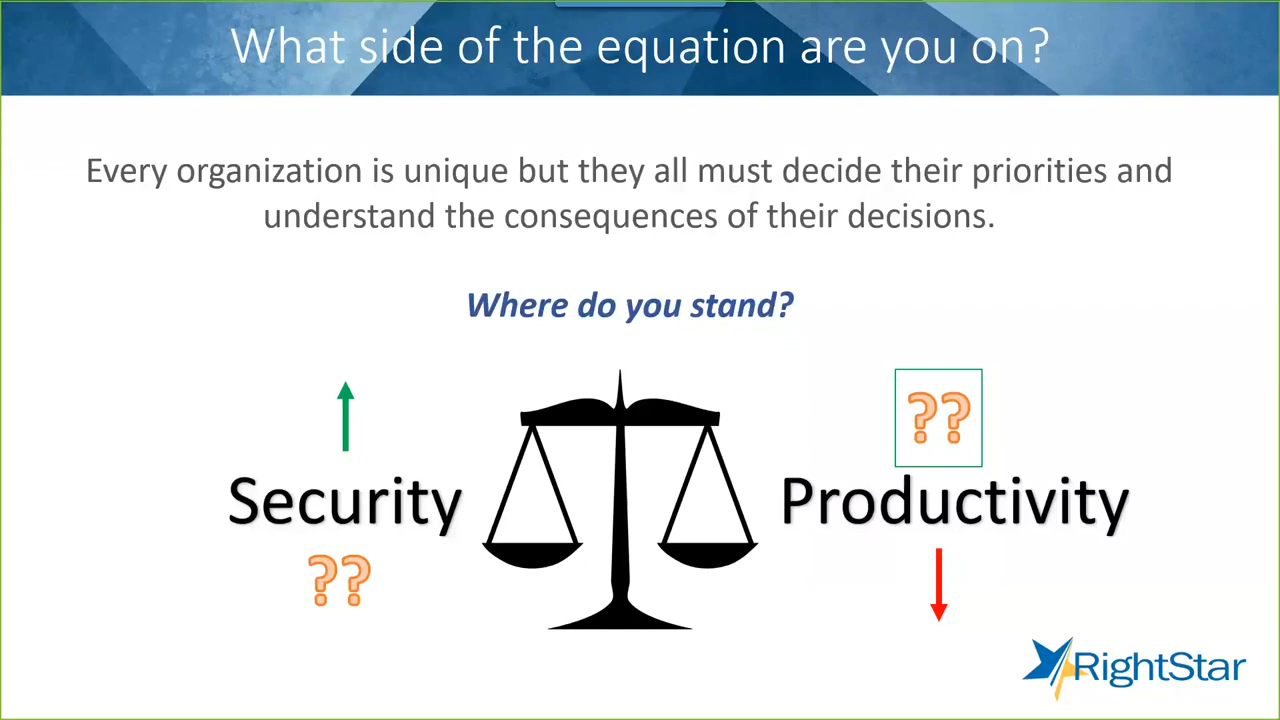 What side of the equation are you on?
Every organization is unique but they all must decide their priorities and
understand the consequences of their decisions.
Where do you stand?
??
Security
Productivity
??
RightStar